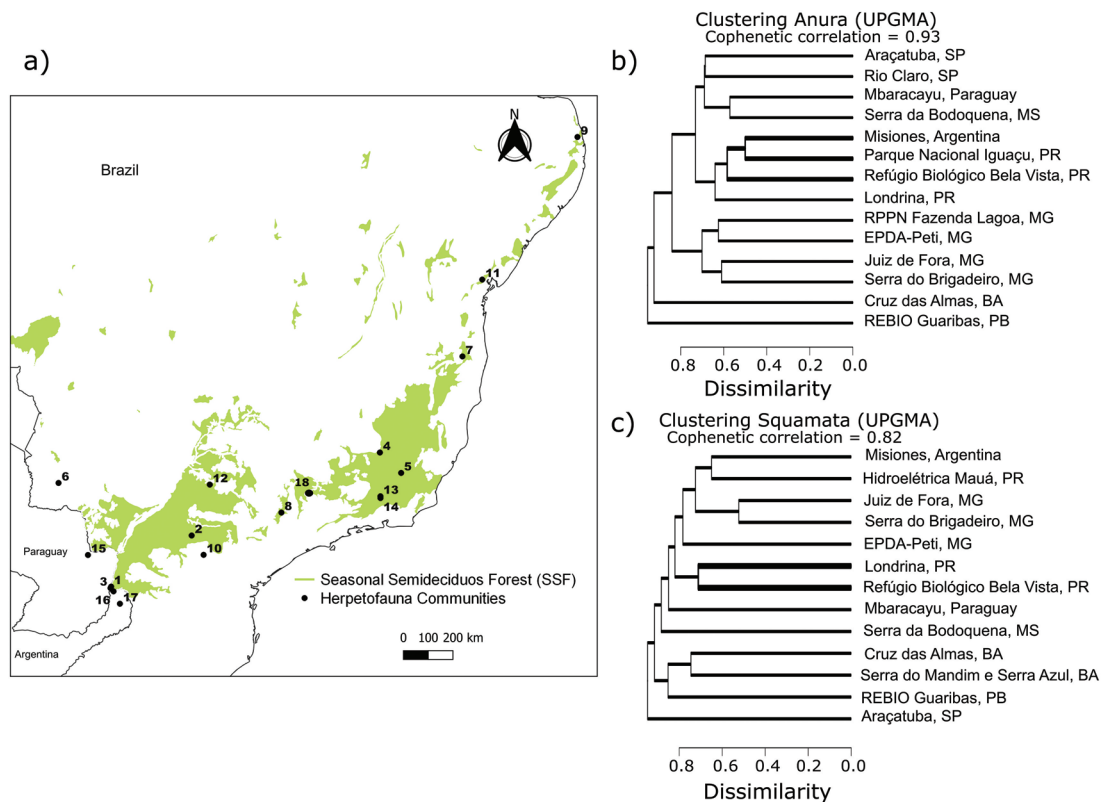 a)
N
Brazil
9
11
7
4
5
6
12
18
13
14
8
2
10
15
Paraguay
3
1
16
17
Argentina
Seasonal Semideciduos Forest (SSF)
Herpetofauna Communities
0 100 200 km
b)
Clustering Anura (UPGMA)
Cophenetic correlation = 0.93
Araçatuba, SP
Rio Claro, SP
Mbaracayu, Paraguay
Serra da Bodoquena, MS
Misiones, Argentina
Parque Nacional Iguaçu, PR
Refúgio Biológico Bela Vista, PR
Londrina, PR
RPPN Fazenda Lagoa, MG
EPDA-Peti, MG
Juiz de Fora, MG
Serra do Brigadeiro, MG
Cruz das Almas, BA
REBIO Guaribas, PB
0.8 0.6 0.4 0.2 0.0
Dissimilarity
c)
Clustering Squamata (UPGMA)
Cophenetic correlation = 0.82
Misiones, Argentina
Hidroelétrica Mauá, PR
Juiz de Fora, MG
Serra do Brigadeiro, MG
EPDA-Peti, MG
Londrina, PR
Refúgio Biológico Bela Vista, PR
Mbaracayu, Paraguay
Serra da Bodoquena, MS
Cruz das Almas, BA
Serra do Mandim e Serra Azul, BA
REBIO Guaribas, PB
Araçatuba, SP
0.8 0.6 0.4 0.2 0.0
Dissimilarity